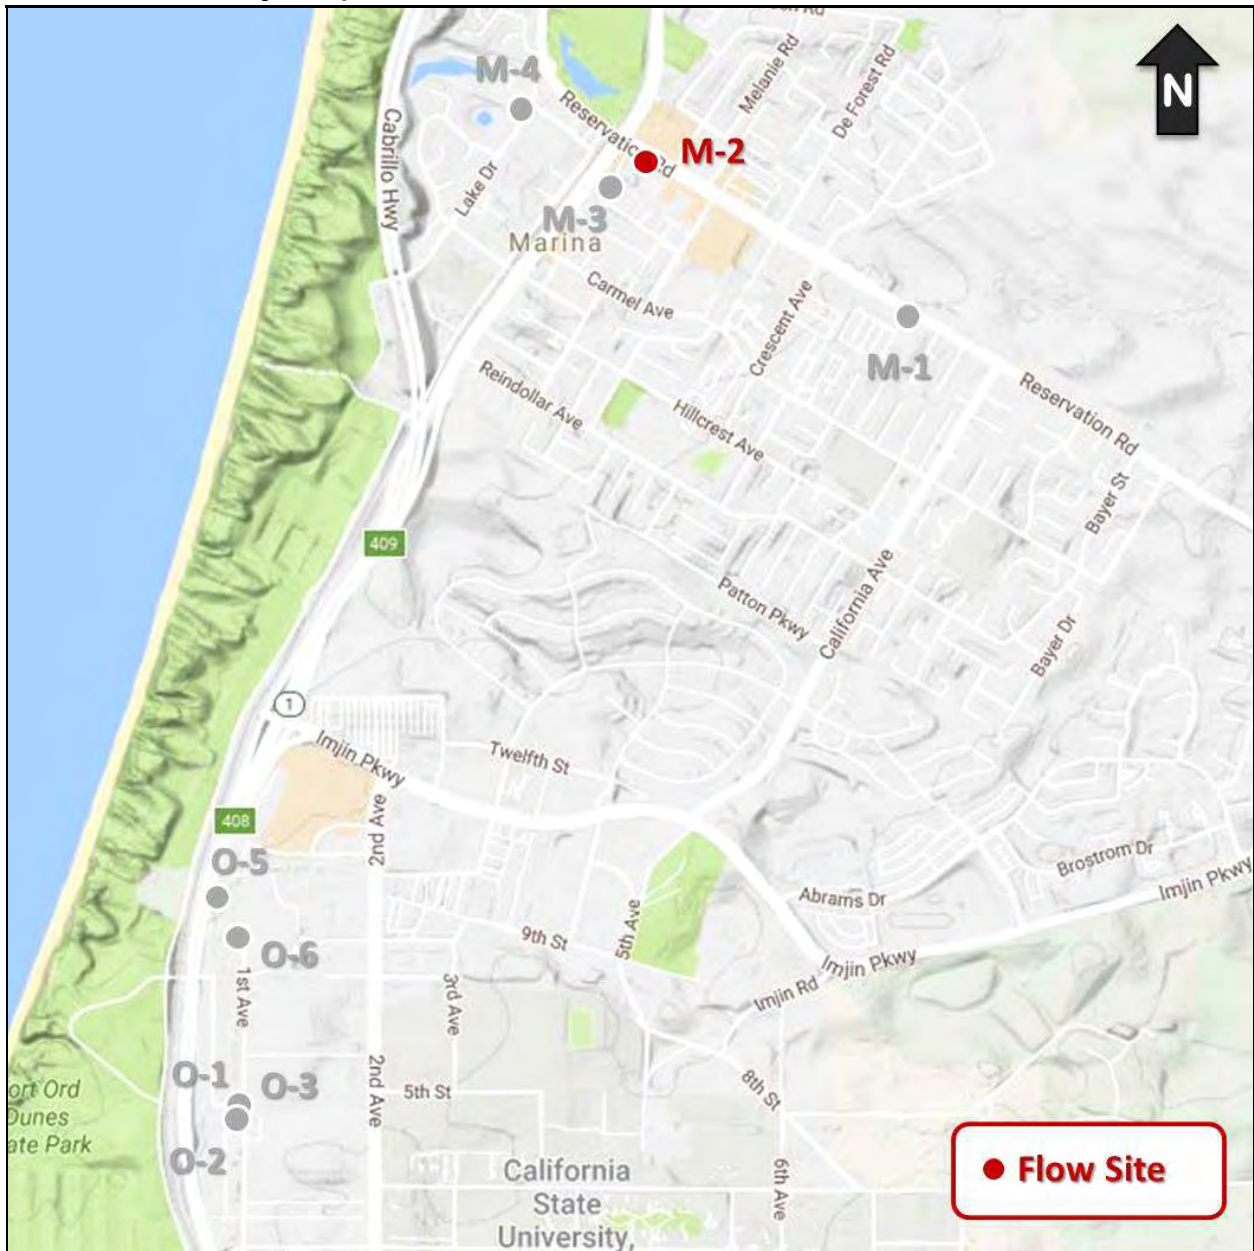 Melanie Rd
De Forest Rd
N
M-4
Reservation Rd
M-2
Cabrillo Hwy
Lake Dr
M-3
Marina
Carmel Ave
Crescent Ave
M-1
Reindollar Ave
Hillcrest Ave
Reservation Rd
Bayer St
409
Patton Pkwy
California Ave
Bayer Dr
1
Imjin Pkwy
Twelfth St
2nd Ave
408
O-5
Brostrom Dr
Imjin Pkwy
Abrams Dr
5th Ave
9th St
O-6
Imjin Pkwy
Imjin Rd
1st Ave
3rd Ave
O-1
O-3
2nd Ave
5th St
8th St
ort Ord
Dunes
ate Park
O-2
6th Ave
California
State
University,
Flow Site